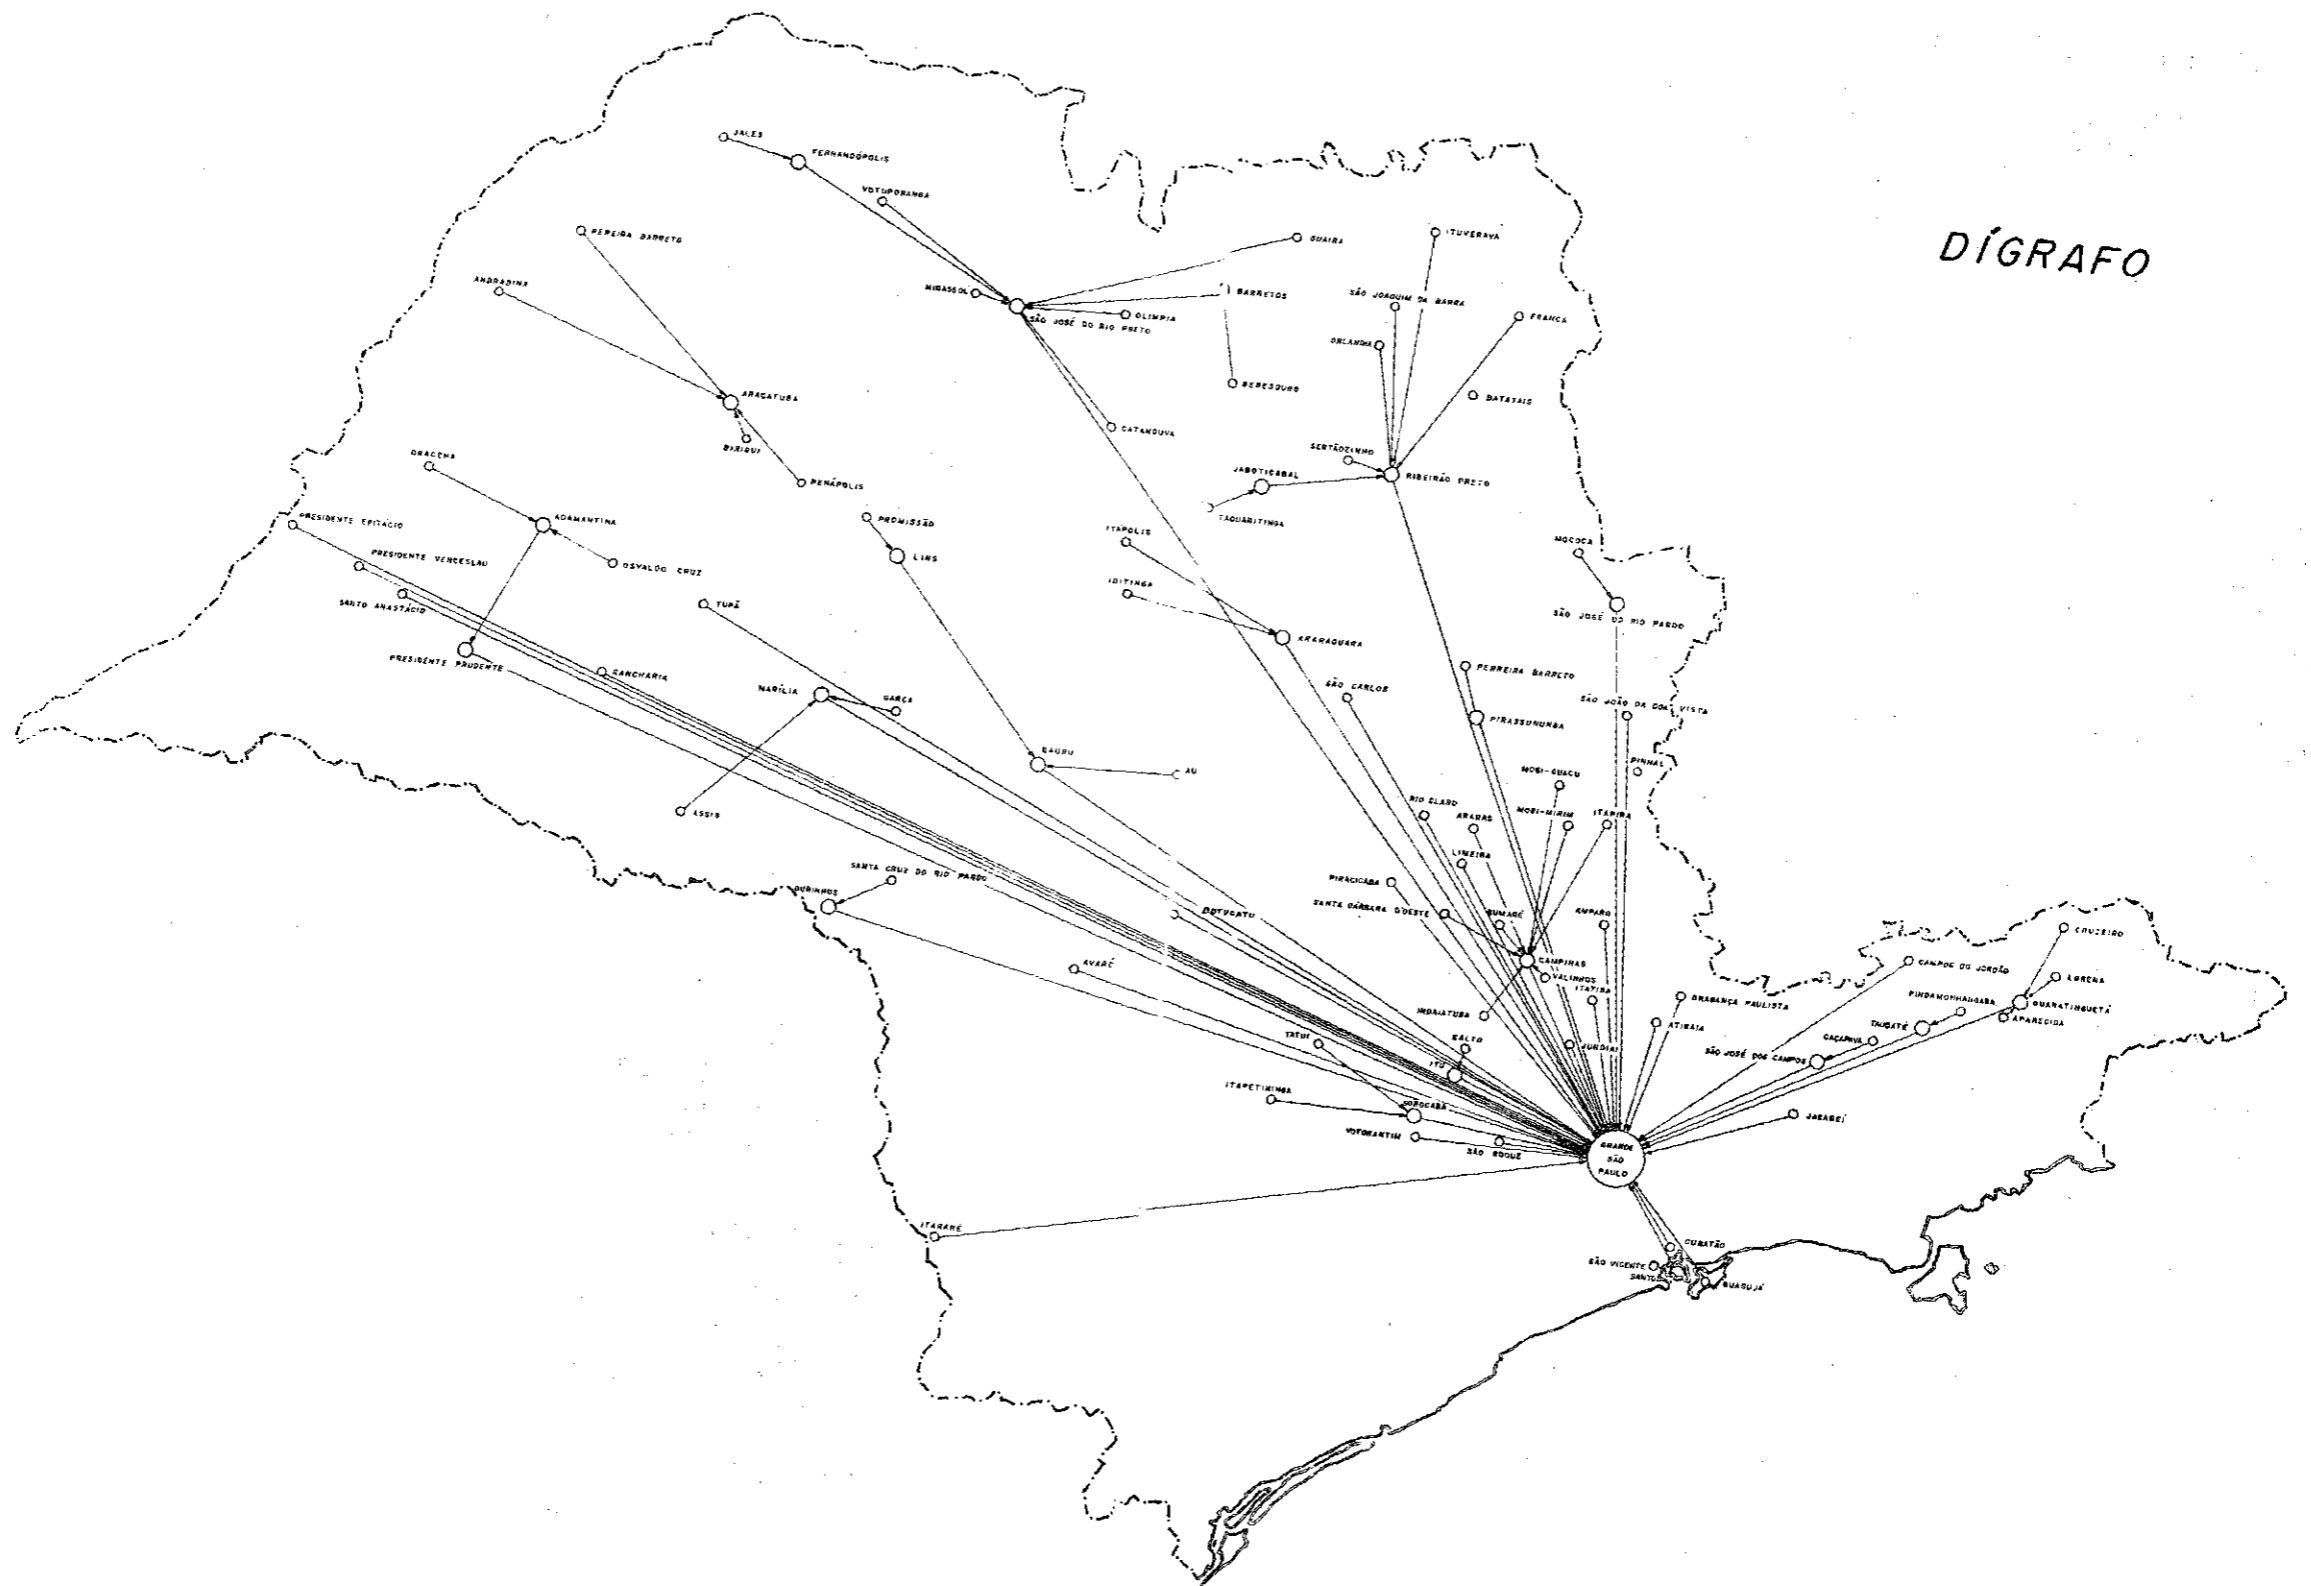 DÍGRAFO
JALES
FERNANDÓPOLIS
VOTUPORANGA
PEREIRA BARRETO
ANDRADINA
GUAIRA
ITUVERAVA
MIRASSOL
BARRETOS
SÃO JOAQUIM DA BARRA
OLIMPIA
FRANCA
SÃO JOSÉ DO RIO PRETO
ORLANDIA
BEBEDOURO
BATATAIS
ARAÇATUBA
CATANDUVA
BIRIGUI
SERTÃOZINHO
DRACENA
JABOTICABAL
RIBEIRÃO PRETO
PENÁPOLIS
TAQUARITINGA
PRESIDENTE EPITÁCIO
ADAMANTINA
PROMISSÃO
ITÁPOLIS
MOCOCA
PRESIDENTE VENCESLAU
LINS
OSVALDO CRUZ
IBITINGA
SANTO ANASTÁCIO
TUPÃ
SÃO JOSÉ DO RIO PARDO
ARARAQUARA
PRESIDENTE PRUDENTE
RANCHARIA
FERREIRA BARRETO
MARÍLIA
GARÇA
SÃO CARLOS
SÃO JOÃO DA BOA VISTA
PIRASSUNUNGA
BAURU
AU
PINHAL
MOGI-GUAÇU
ASSIS
RIO CLARO
ARARAS
MOGI-MIRIM
ITAPIRA
LIMEIRA
SANTA CRUZ DO RIO PARDO
OURINHOS
PIRACICABA
SANTA BÁRBARA D'OESTE
SUMARÉ
AMPARO
BOTUCATU
CRUZEIRO
AVARÉ
CAMPINAS
CAMPOS DO JORDÃO
VALINHOS
LORENA
ITATIBA
BRAGANÇA PAULISTA
PINDAMONHANGABA
GUARATINGUETÁ
INDAIATUBA
APARECIDA
ATIBAIA
TAUBATÉ
TATUÍ
SALTO
JUNDIAÍ
CAÇAPAVA
SÃO JOSÉ DOS CAMPOS
ITU
ITAPETININGA
SOROCABA
JACAREÍ
VOTORANTIM
SÃO ROQUE
GRANDE
SÃO
PAULO
ITARARÉ
CUBATÃO
SÃO VICENTE
SANTO
GUARUJÁ